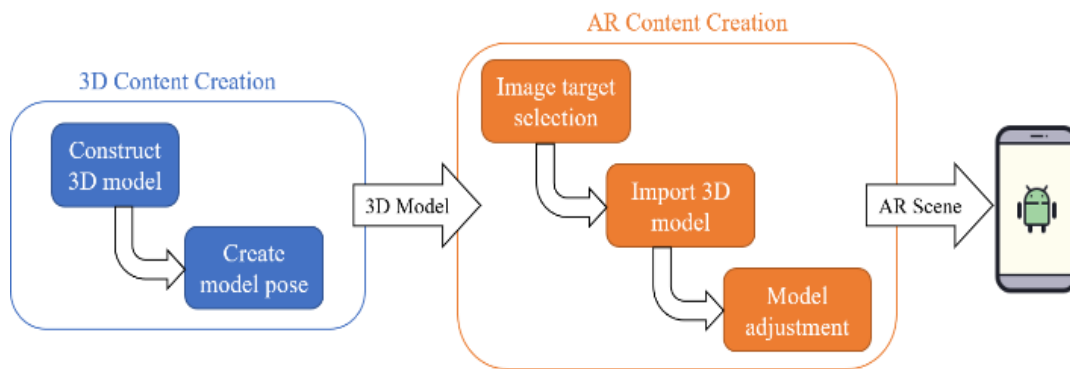 3D Content Creation
Construct
3D model
Create
model pose
3D Model
AR Content Creation
Image target
selection
Import 3D
model
Model
adjustment
AR Scene